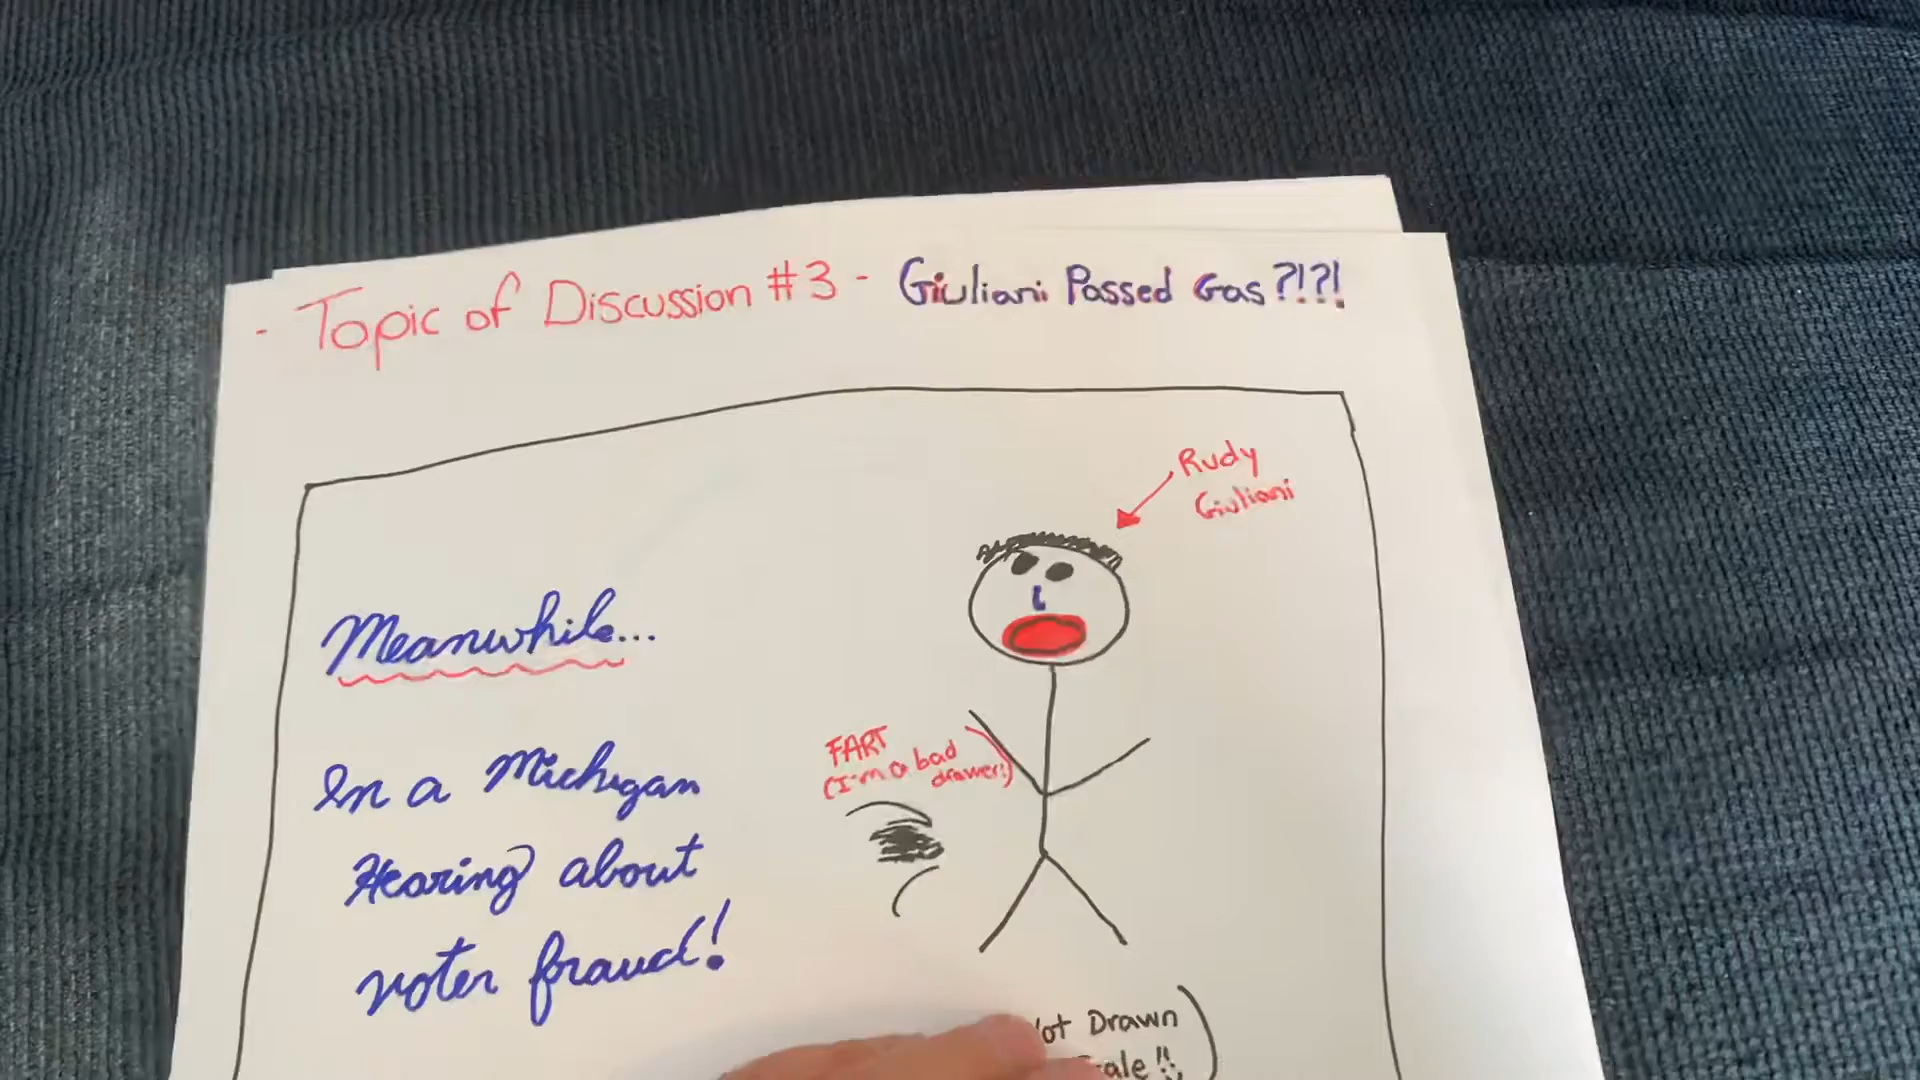 - Topic of Discussion #3 - Giuliani Passed Gas?!?!
Rudy
Giuliani
Meanwhile...
In a Michigan
Hearing about
voter fraud!
FART
(I'm a bad
drawer!)
Drawn